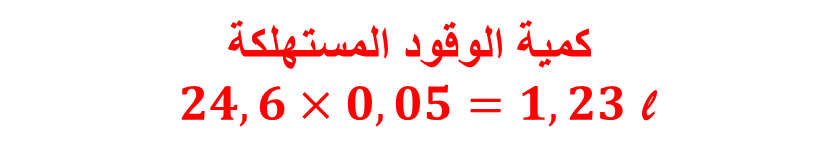 كمية الوقود المستهلكة
24,6 × 0,05 = 1,23 ℓ